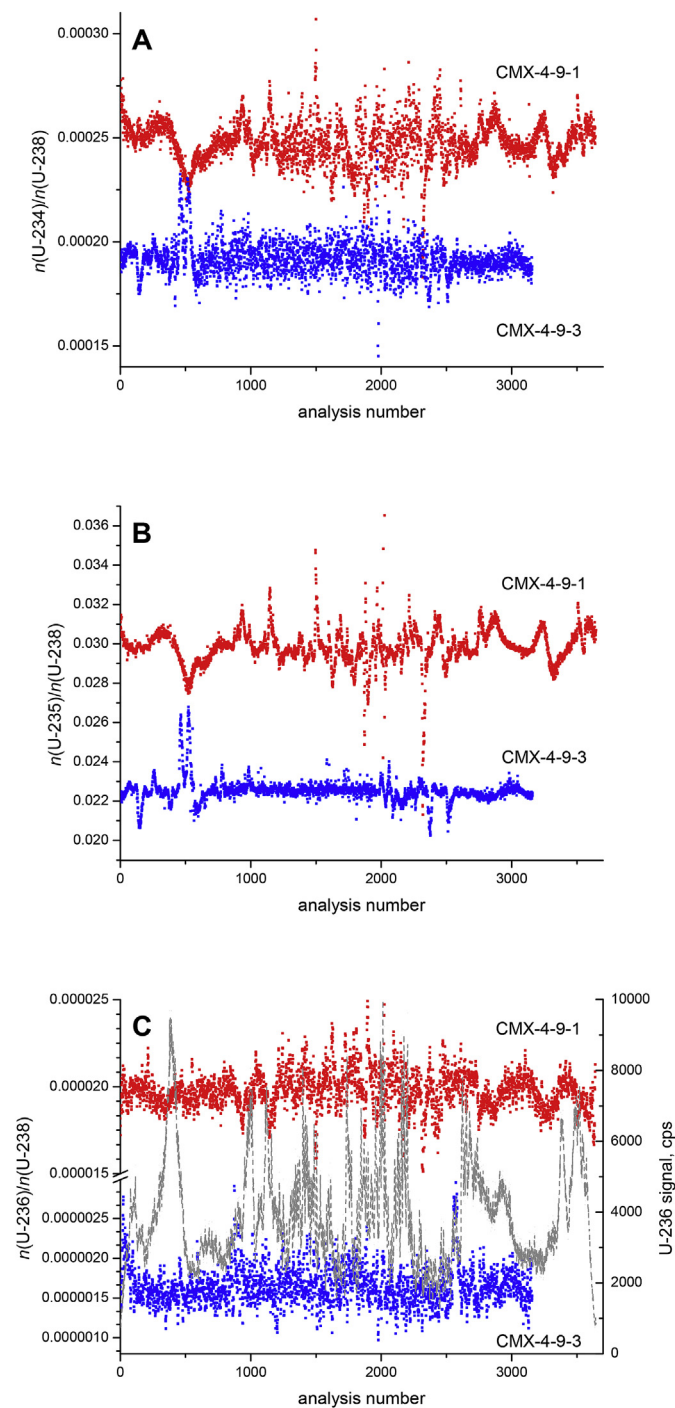 A
CMX-4-9-1
0.00030
0.00025
0.00020
0.00015
n(U-234)/n(U-238)
CMX-4-9-3
0
1000
2000
3000
analysis number
B
0.036
0.034
0.032
0.030
0.028
0.026
0.024
0.022
0.020
n(U-235)/n(U-238)
CMX-4-9-1
CMX-4-9-3
0
1000
2000
3000
analysis number
C
0.000025
0.000020
0.000015
0.0000025
0.0000020
0.0000015
0.0000010
n(U-236)/n(U-238)
CMX-4-9-1
CMX-4-9-3
10000
8000
6000
4000
2000
0
U-236 signal, cps
0
1000
2000
3000
analysis number